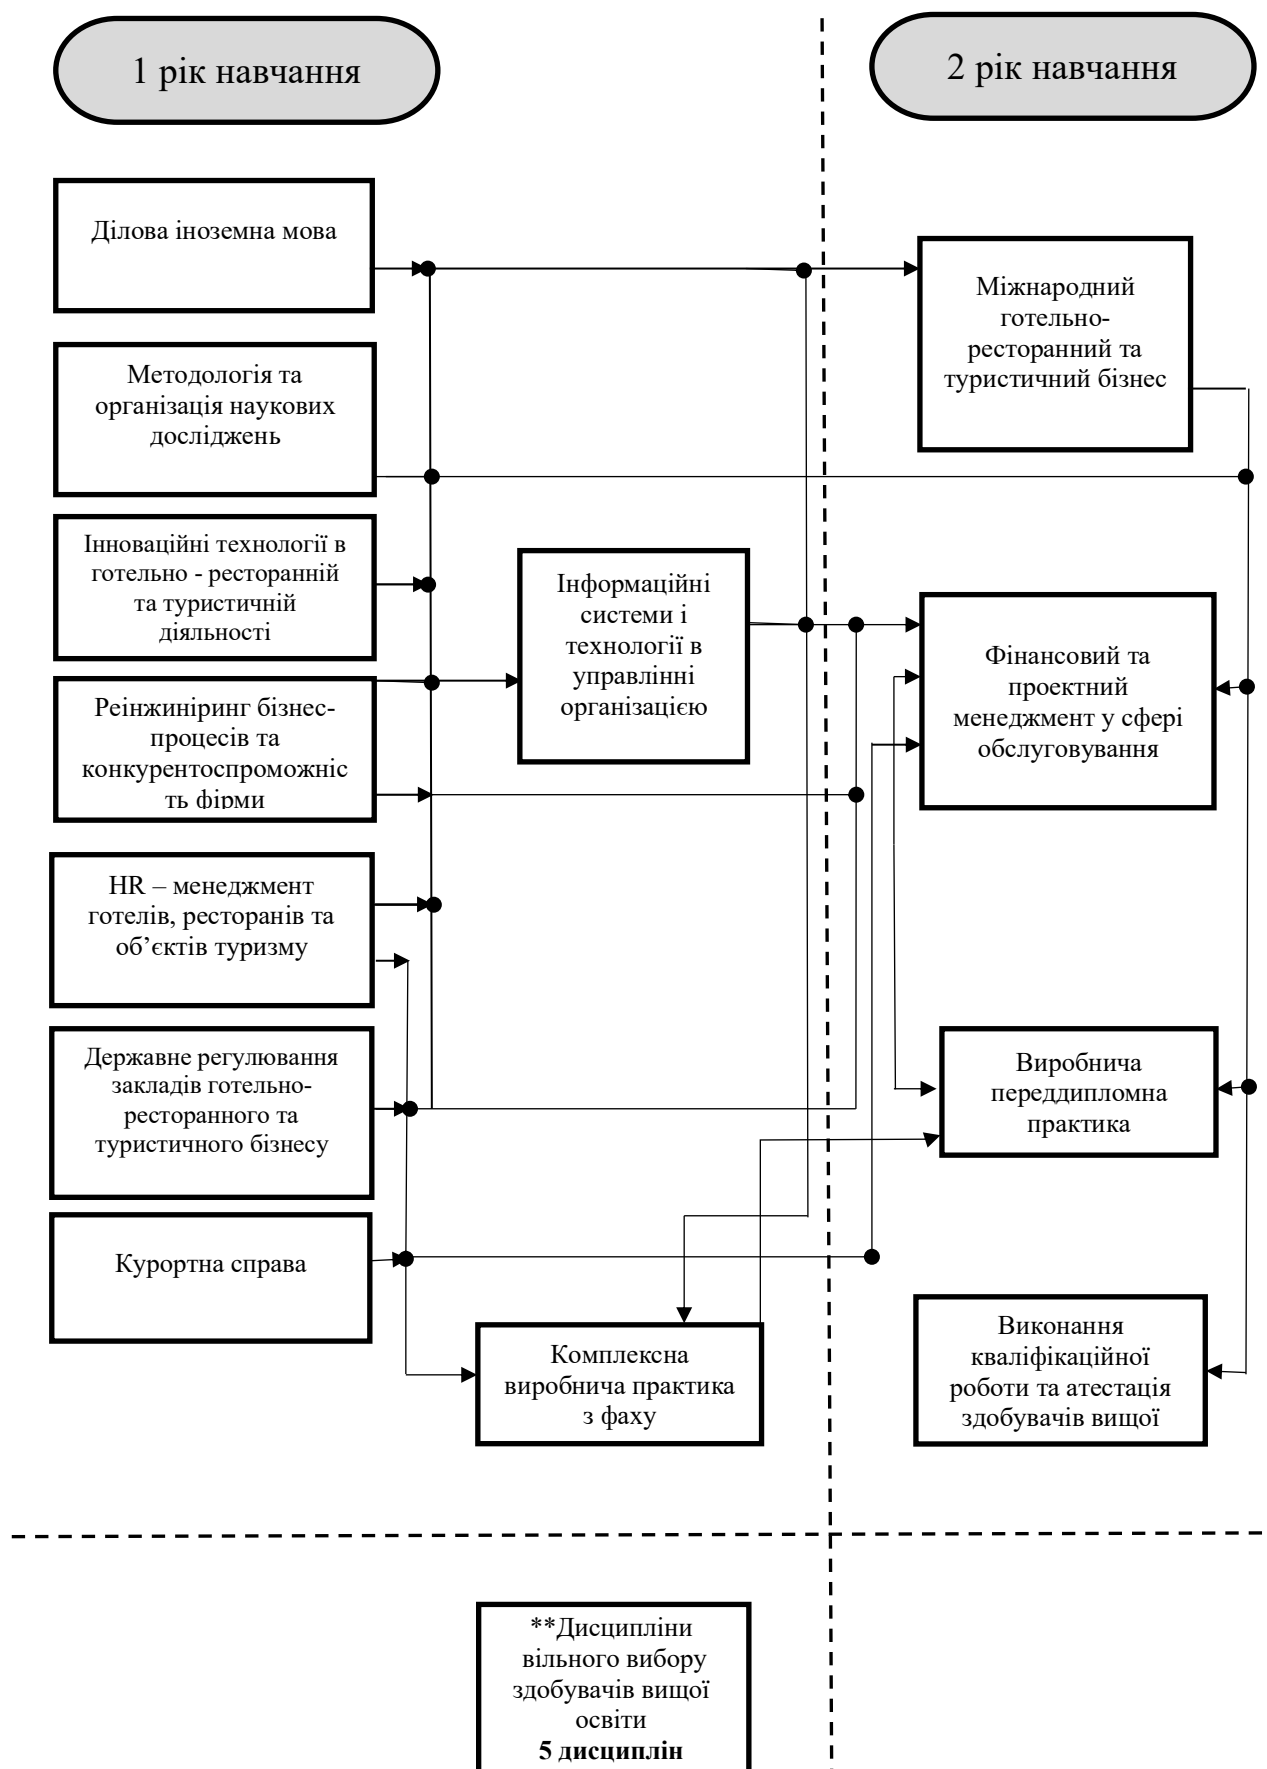 1 рік навчання
2 рік навчання
Ділова іноземна мова
Міжнародний
готельно-
ресторанний та
туристичний бізнес
Методологія та
організація наукових
досліджень
Інноваційні технології в
готельно - ресторанній
та туристичній
діяльності
Інформаційні
системи і
технології в
управлінні
організацією
Фінансовий та
проектний
менеджмент у сфері
обслуговування
Реінжиніринг бізнес-
процесів та
конкурентоспроможніс
ть фірми
HR – менеджмент
готелів, ресторанів та
об’єктів туризму
Державне регулювання
закладів готельно-
ресторанного та
туристичного бізнесу
Виробнича
переддипломна
практика
Курортна справа
Комплексна
виробнича практика
з фаху
Виконання
кваліфікаційної
роботи та атестація
здобувачів вищої
**Дисципліни
вільного вибору
здобувачів вищої
освіти
5 дисциплін